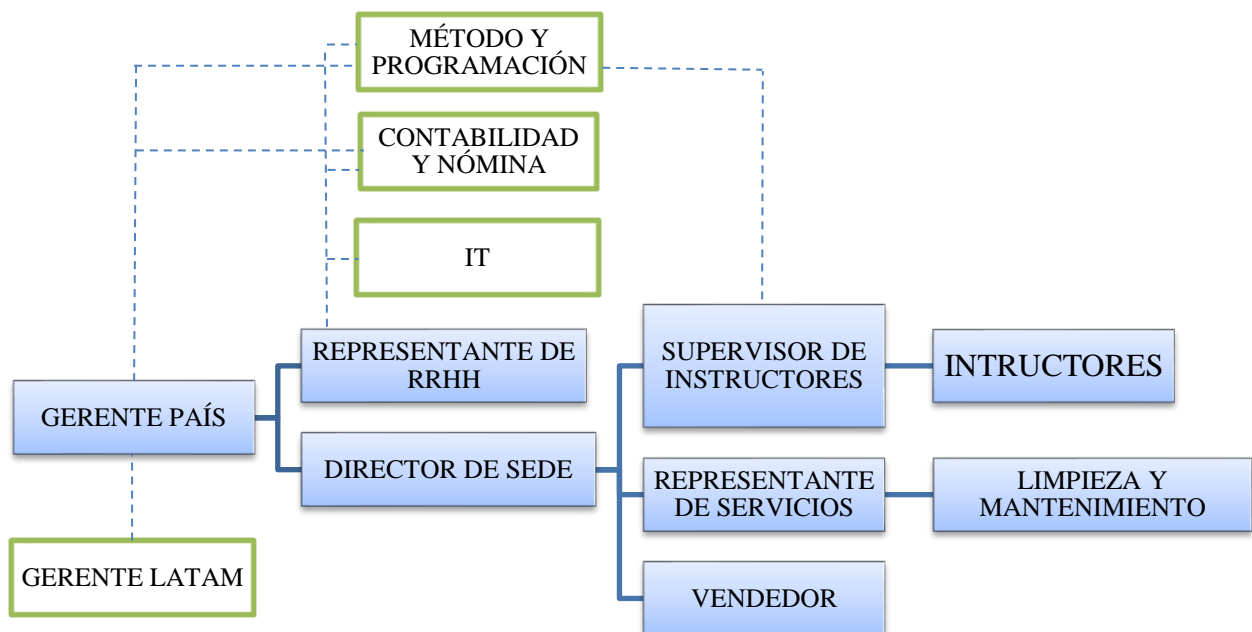 MÉTODO Y
PROGRAMACIÓN
CONTABILIDAD
Y NÓMINA
IT
REPRESENTANTE DE
RRHH
SUPERVISOR DE
INSTRUCTORES
INTRUCTORES
GERENTE PAÍS
DIRECTOR DE SEDE
REPRESENTANTE
DE SERVICIOS
LIMPIEZA Y
MANTENIMIENTO
GERENTE LATAM
VENDEDOR